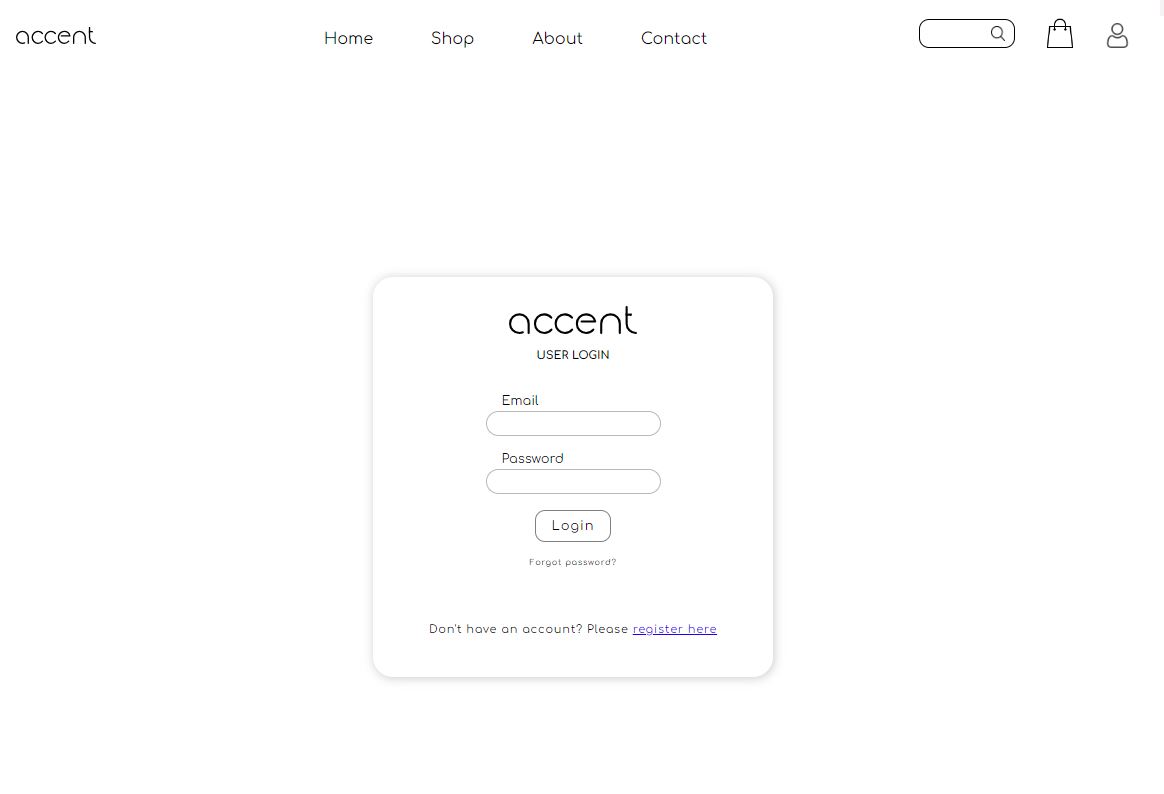 accent
Home
Shop
About
Contact
accent
USER LOGIN
Email
Password
Login
Forgot password?
Don't have an account? Please register here